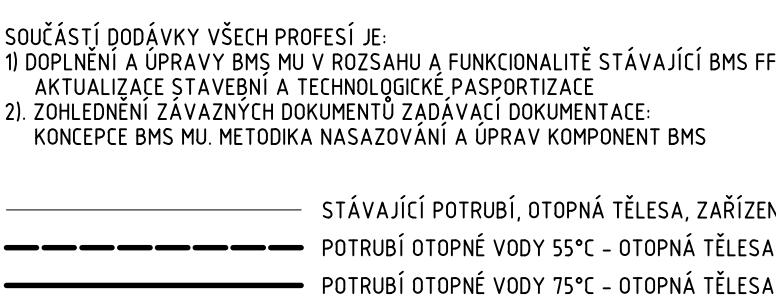 SOUČÁSTÍ DODÁVKY VŠECH PROFESÍ JE:
1) DOPLNĚNÍ A ÚPRAVY BMS MU V ROZSAHU A FUNKCIONALITĚ STÁVAJÍCÍ BMS FF
AKTUALIZACE STAVEBNÍ A TECHNOLOGICKÉ PASPORTIZACE
2). ZOHLEDNĚNÍ ZÁVAZNÝCH DOKUMENTŮ ZADÁVACÍ DOKUMENTACE:
KONCEPCE BMS MU. METODIKA NASAZOVÁNÍ A ÚPRAV KOMPONENT BMS
STÁVAJÍCÍ POTRUBÍ, OTOPNÁ TĚLESA, ZAŘÍZEN
POTRUBÍ OTOPNÉ VODY 55°C - OTOPNÁ TĚLESA
POTRUBÍ OTOPNÉ VODY 75°C - OTOPNÁ TĚLESA